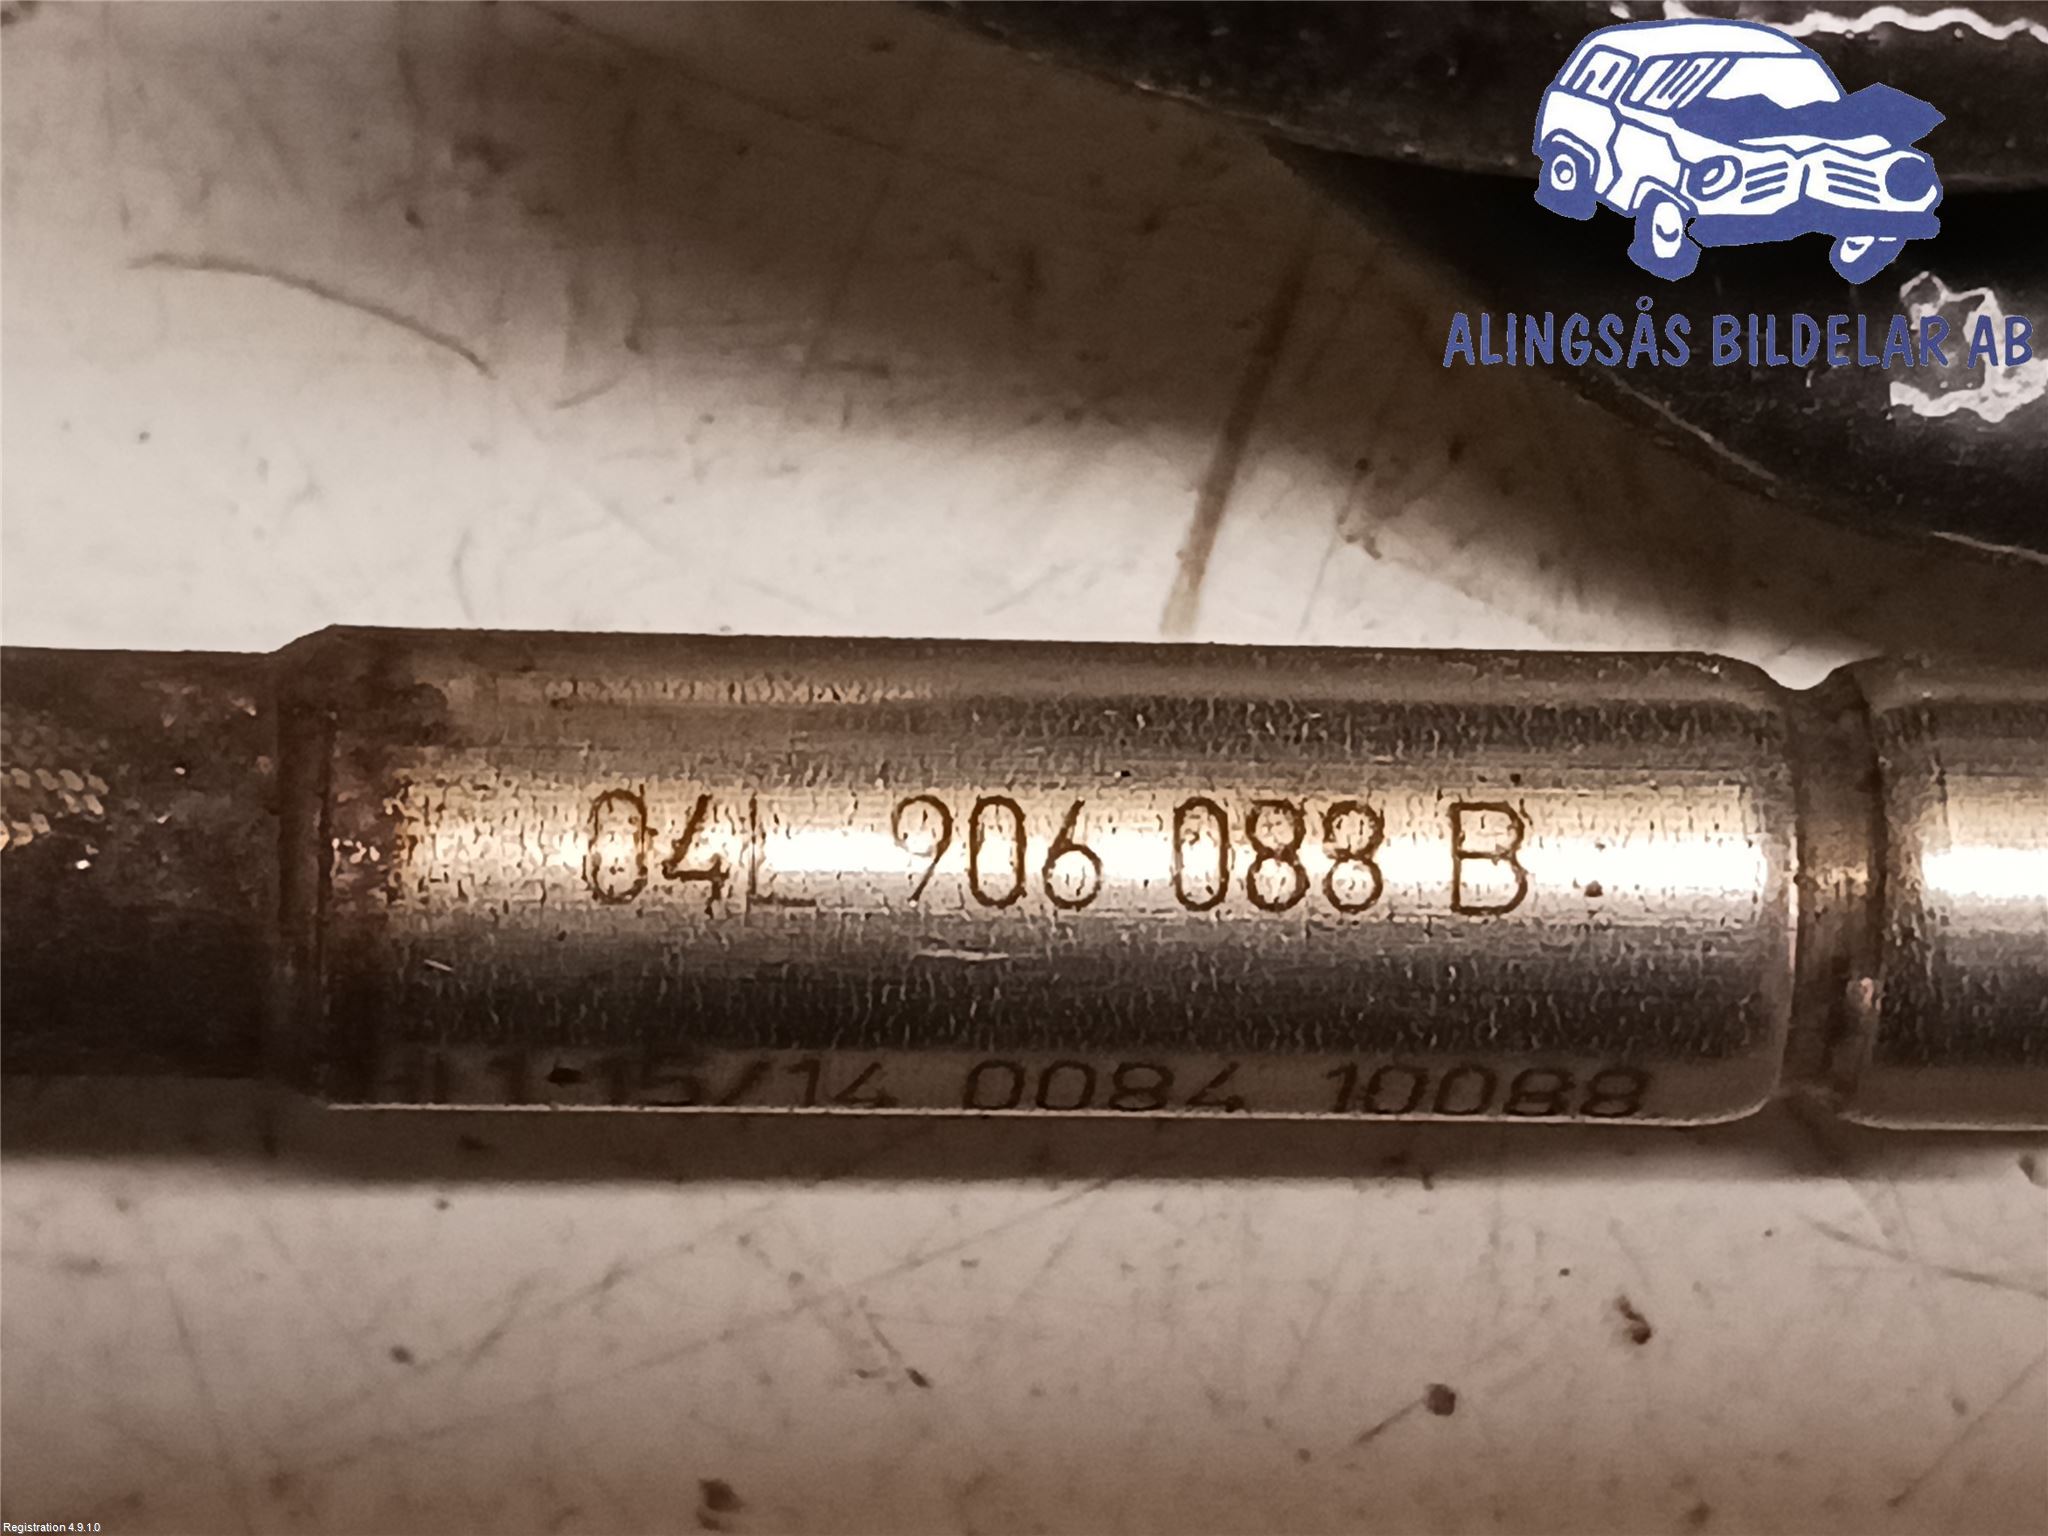 ALINGSÅS BILDELAR AB
04L 906 088 B
15/14 0084 10088
Registration 4.9.1.0